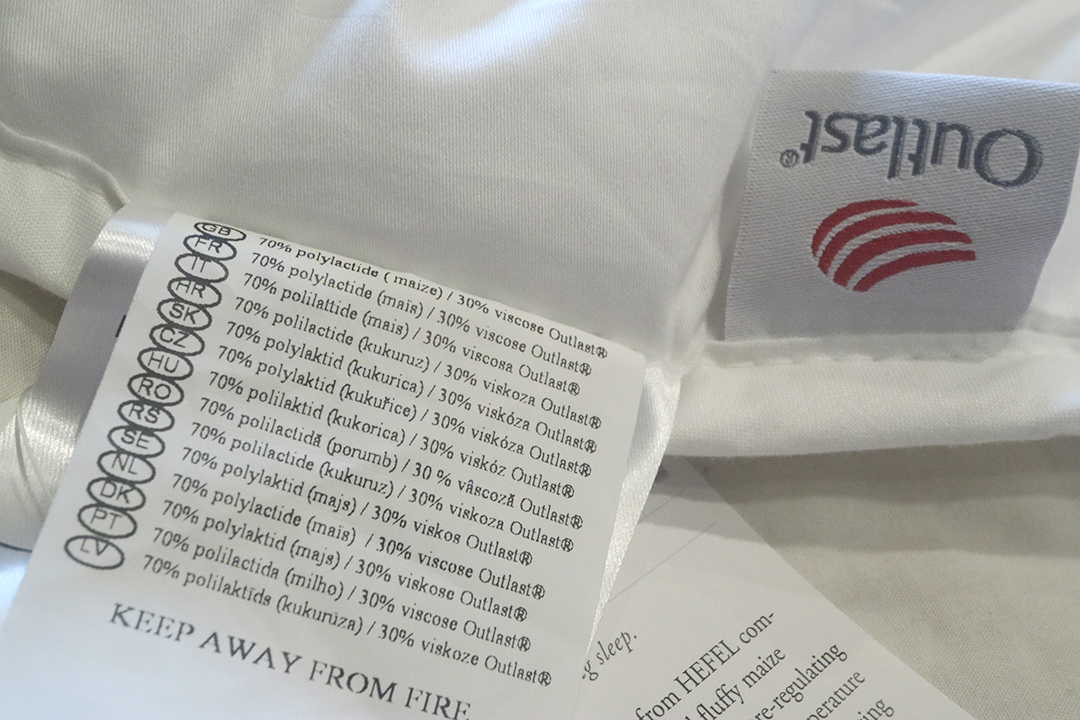 Outlast®
GB 70% polylactide ( maize) / 30% viscose Outlast®
FR 70% polylactide (maïs) / 30% viscose Outlast®
IT 70% polilattide (mais) / 30% viscosa Outlast®
HR 70% polilactide (kukuruz) / 30% viskoza Outlast®
SK 70% polylaktid (kukurica) / 30% viskóza Outlast®
CZ 70% polylaktid (kukuřice) / 30% viskóza Outlast®
HU 70% polilaktid (kukorica) / 30% viskóz Outlast®
RO 70% polilactidă (porumb) / 30 % vâscoză Outlast®
RS 70% polilactide (kukuruz) / 30% viskoza Outlast®
SE 70% polylaktid (majs) / 30% viskos Outlast®
NL 70% polylactide (maïs) / 30% viscose Outlast®
DK 70% polylaktid (majs) / 30% viskose Outlast®
PT 70% polilactida (milho) / 30% viscose Outlast®
LV 70% polilaktīds (kukurūza) / 30% viskoze Outlast®
KEEP AWAY FROM FIRE
sleep.
from HEFEL com-
fluffy maize
re-regulating
perature